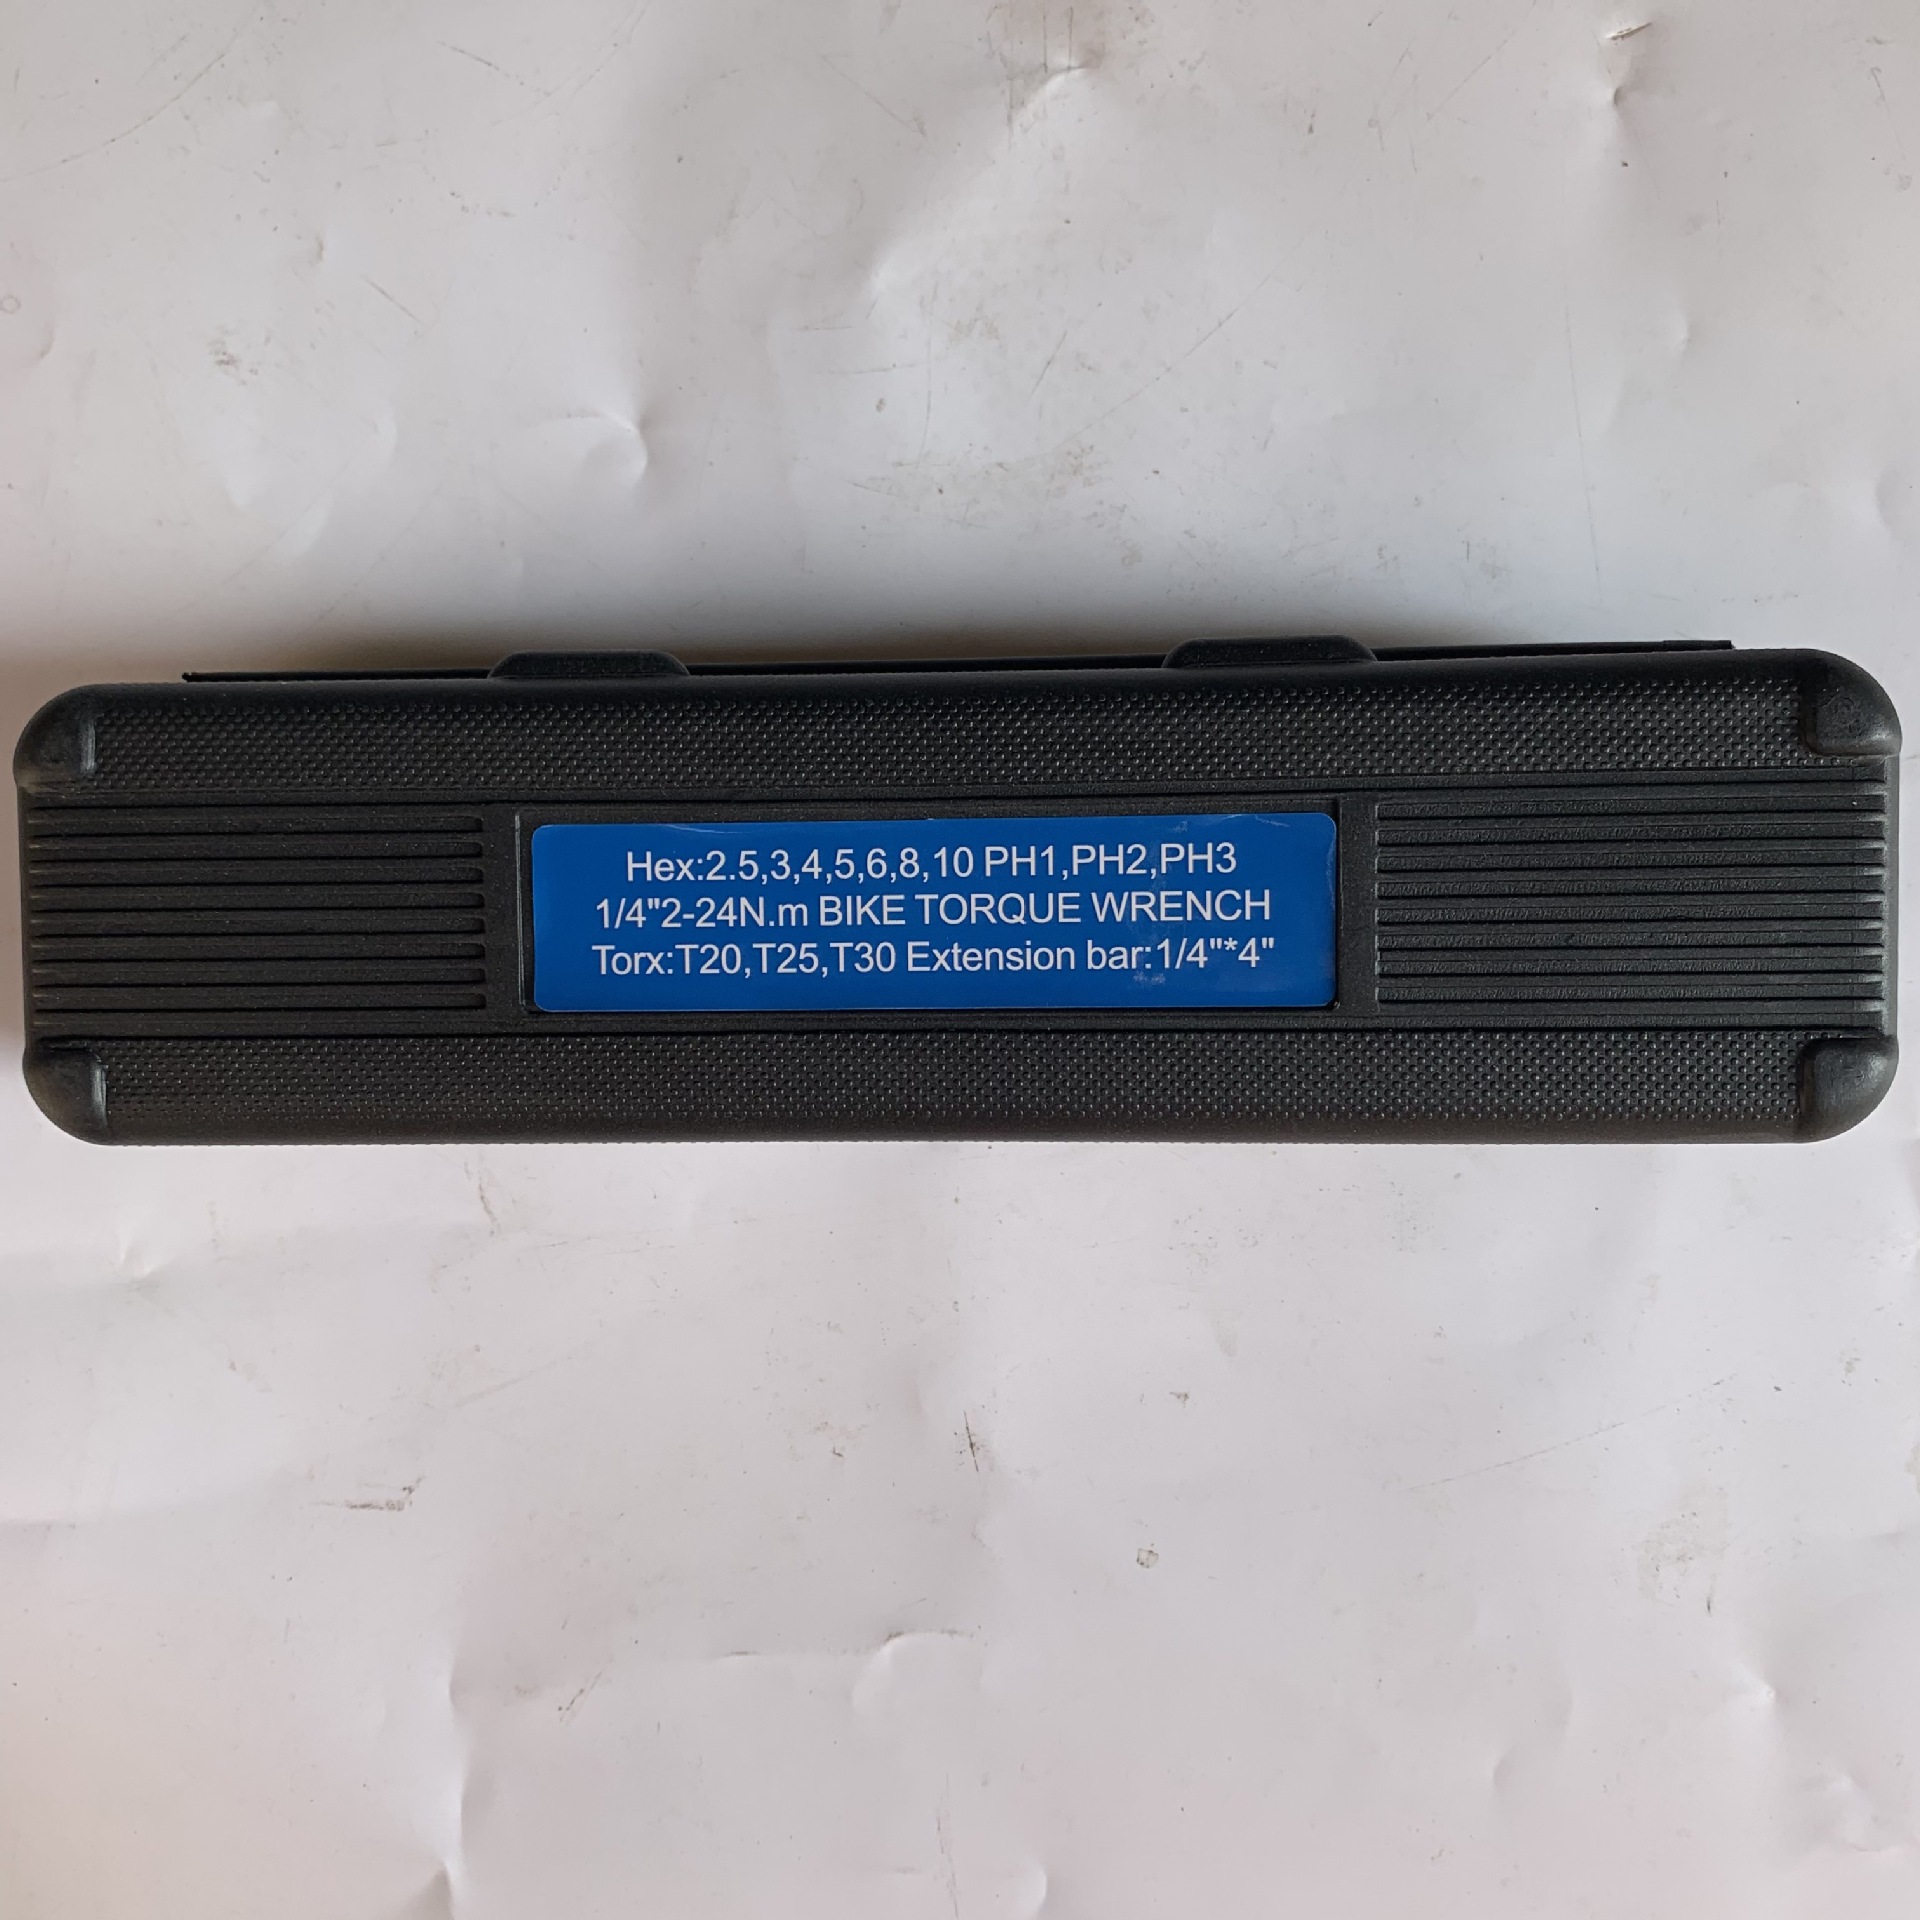 Hex:2.5,3,4,5,6,8,10 PH1,PH2,PH3
1/4"2-24N.m BIKE TORQUE WRENCH
Torx:T20,T25,T30 Extension bar:1/4"*4"